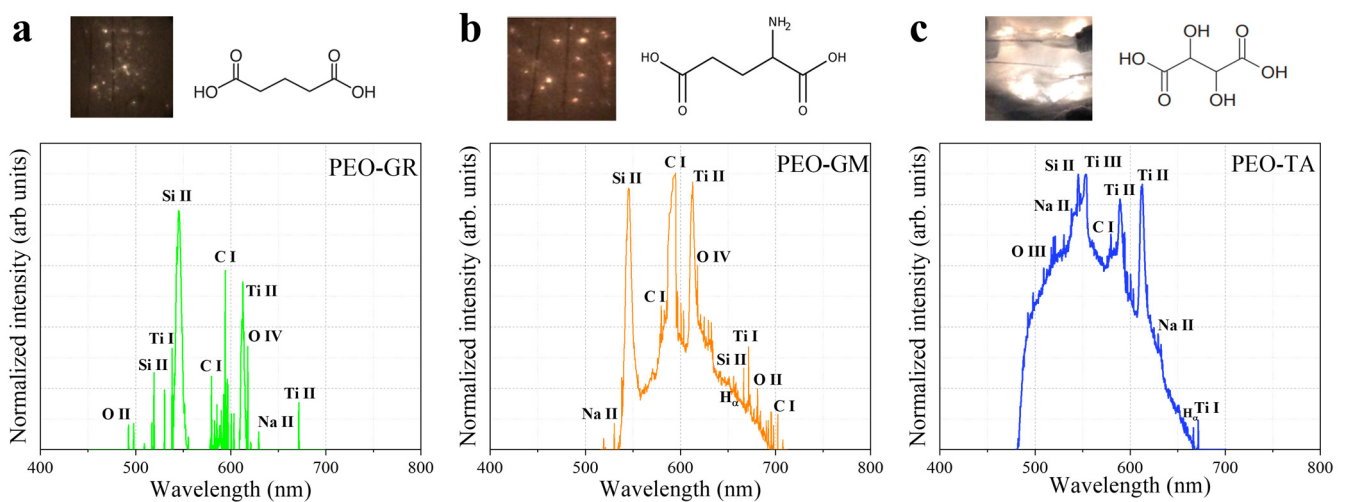 a
O
O
HO
OH
Normalized intensity (arb units)
PEO-GR
Si II
C I
Ti II
Ti I
O IV
Si II
C I
Ti II
O II
Na II
400 500 600 700 800
Wavelength (nm)
b
NH2
HO
OH
O
O
Normalized intensity (arb. units)
PEO-GM
C I
Si II
Ti II
O IV
C I
Ti I
Si II
O II
Hα
C I
Na II
400 500 600 700 800
Wavelength (nm)
c
OH
O
HO
OH
O
OH
Normalized intensity (arb. units)
PEO-TA
Si II
Ti III
Ti II
Ti II
Na II
C I
O III
Na II
Hα
Ti I
400 500 600 700 800
Wavelength (nm)